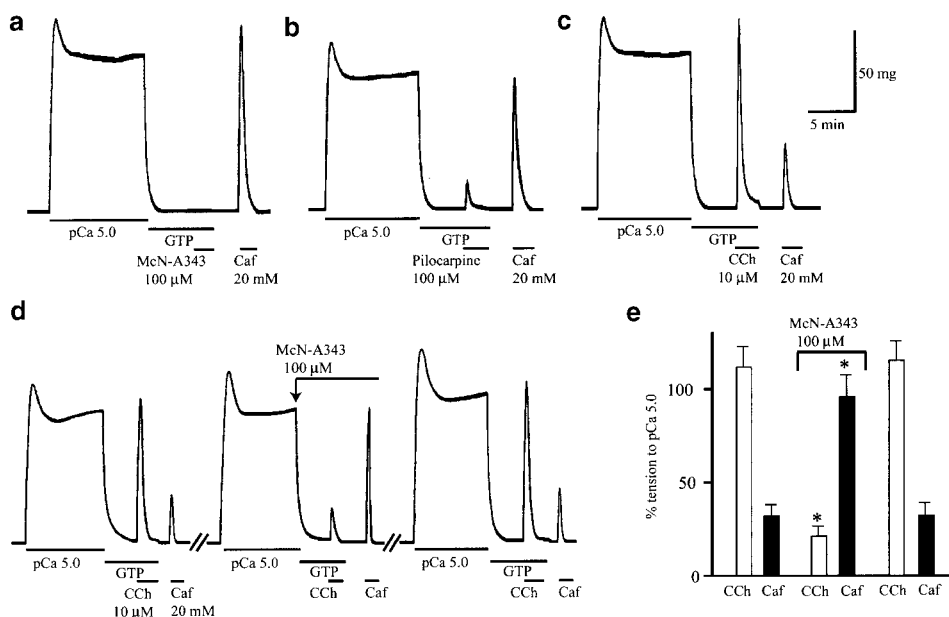 a
pCa 5.0
GTP
McN-A343
100 µM
Caf
20 mM
b
pCa 5.0
GTP
Pilocarpine
100 µM
Caf
20 mM
c
pCa 5.0
GTP
CCh
10 µM
Caf
20 mM
50 mg
5 min
d
McN-A343
100 µM
pCa 5.0
GTP
CCh
10 µM
Caf
20 mM
pCa 5.0
GTP
CCh
Caf
pCa 5.0
GTP
CCh
Caf
e
McN-A343
100 µM
% tension to pCa 5.0
100
50
0
*
*
CCh Caf CCh Caf CCh Caf